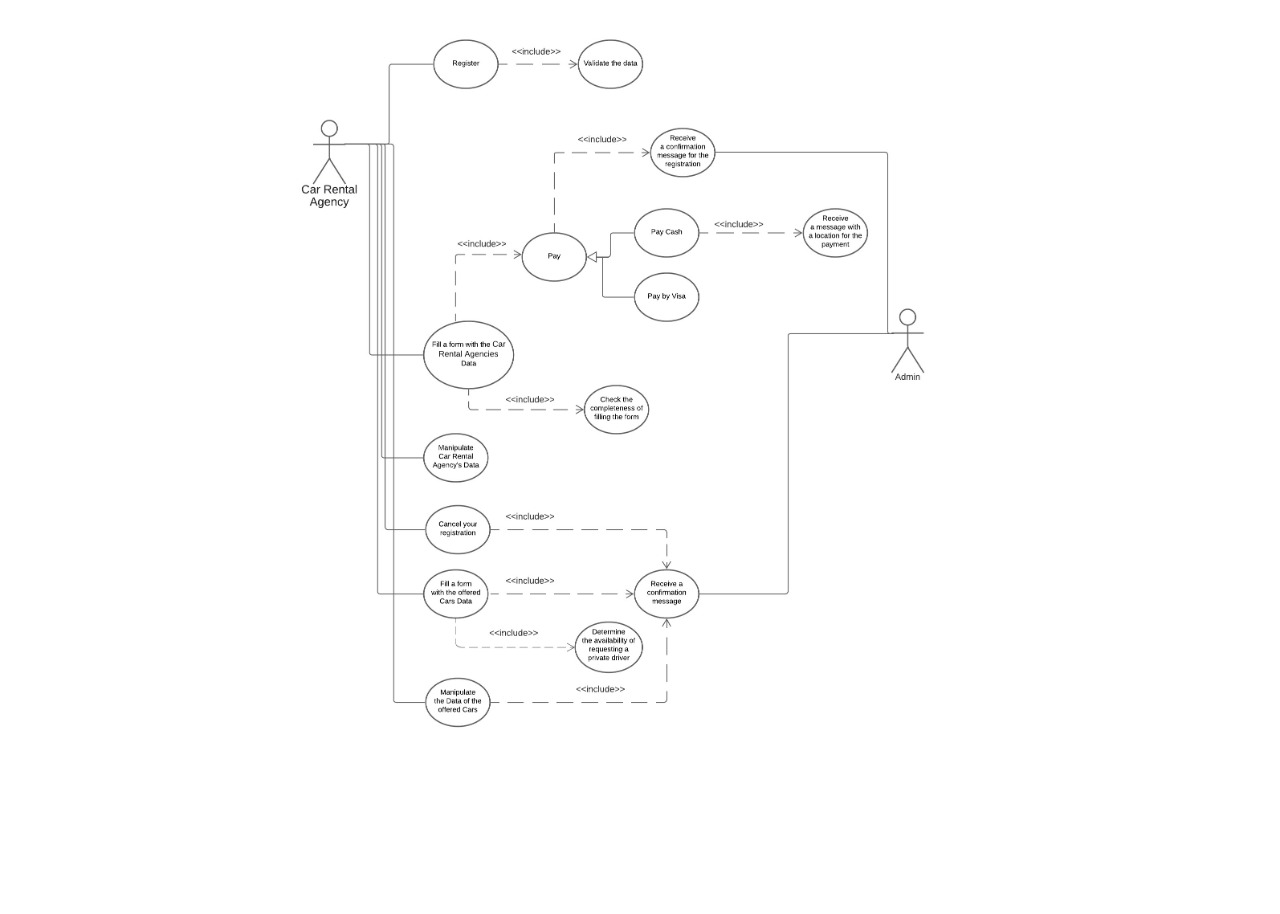 <<include>>
Register
Validate the data
<<include>>
Receive
a confirmation
message for the
registration
Car Rental
Agency
Receive
a message with
a location for the
payment
<<include>>
Pay Cash
<<include>>
Pay
Pay by Visa
Fill a form with the Car
Rental Agencies
Data
Admin
<<include>>
Check the
completeness of
filling the form
Manipulate
Car Rental
Agency's Data
<<include>>
Cancel your
registration
<<include>>
Fill a form
with the offered
Cars Data
Receive a
confirmation
message
<<include>>
Determine
the availability of
requesting a
private driver
<<include>>
Manipulate
the Data of the
offered Cars